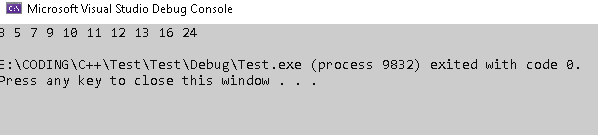 Microsoft Visual Studio Debug Console
3 5 7 9 10 11 12 13 16 24
E:\CODING\C++\Test\Test\Debug\Test.exe (process 9832) exited with code 0.
Press any key to close this window . . .